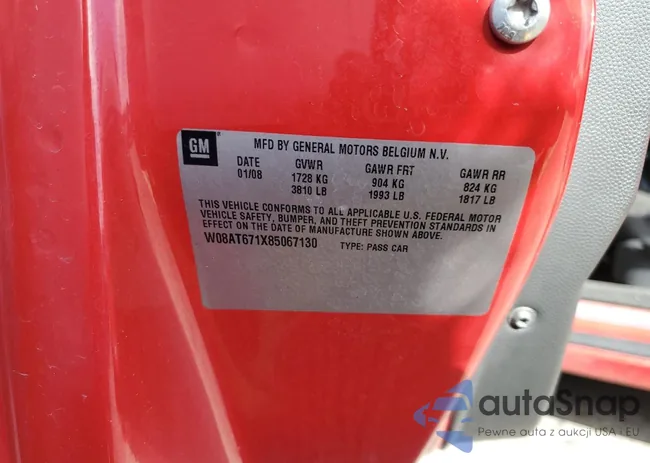 GM MFD BY GENERAL MOTORS BELGIUM N.V.
DATE GVWR GAWR FRT GAWR RR
01/08 1728 KG 904 KG 824 KG
3810 LB 1993 LB 1817 LB
THIS VEHICLE CONFORMS TO ALL APPLICABLE U.S. FEDERAL MOTOR
VEHICLE SAFETY, BUMPER, AND THEFT PREVENTION STANDARDS IN
EFFECT ON THE DATE OF MANUFACTURE SHOWN ABOVE.
W08AT671X85067130 TYPE: PASS CAR
autaSnap
Pewne auta z aukcji USA i EU